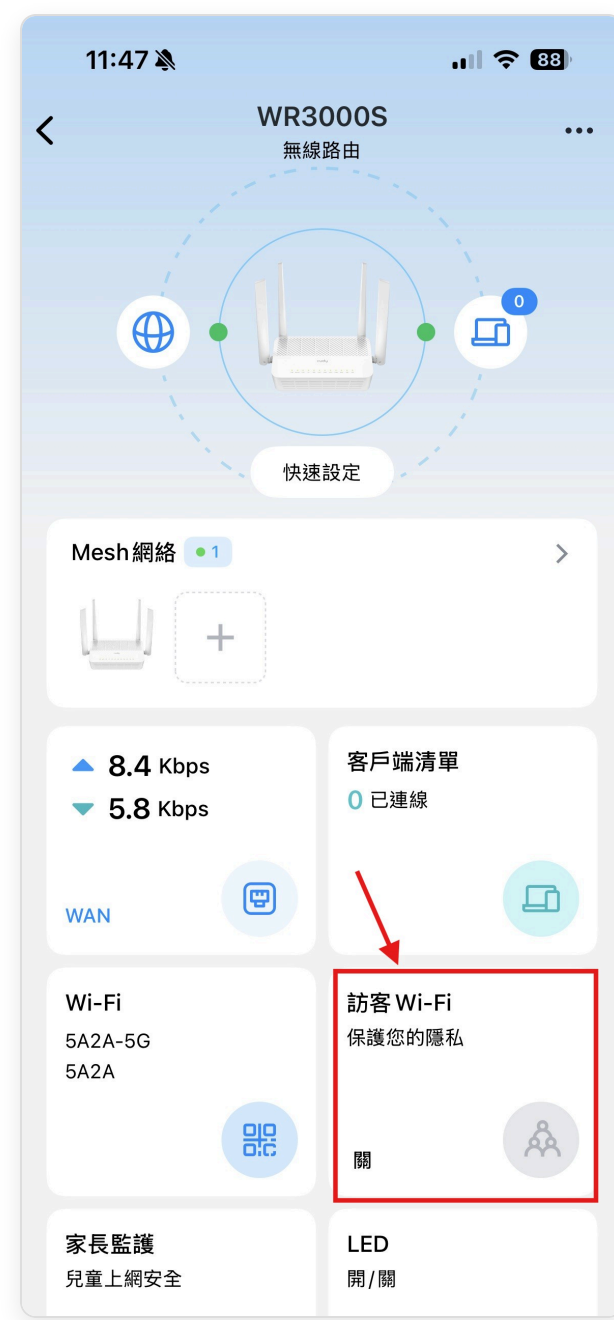 11:47
88
WR3000S
無線路由
0
快速設定
Mesh網絡 1
8.4 Kbps
5.8 Kbps
WAN
客戶端清單
0 已連線
Wi-Fi
5A2A-5G
5A2A
訪客 Wi-Fi
保護您的隱私
關
家長監護
兒童上網安全
LED
開/關